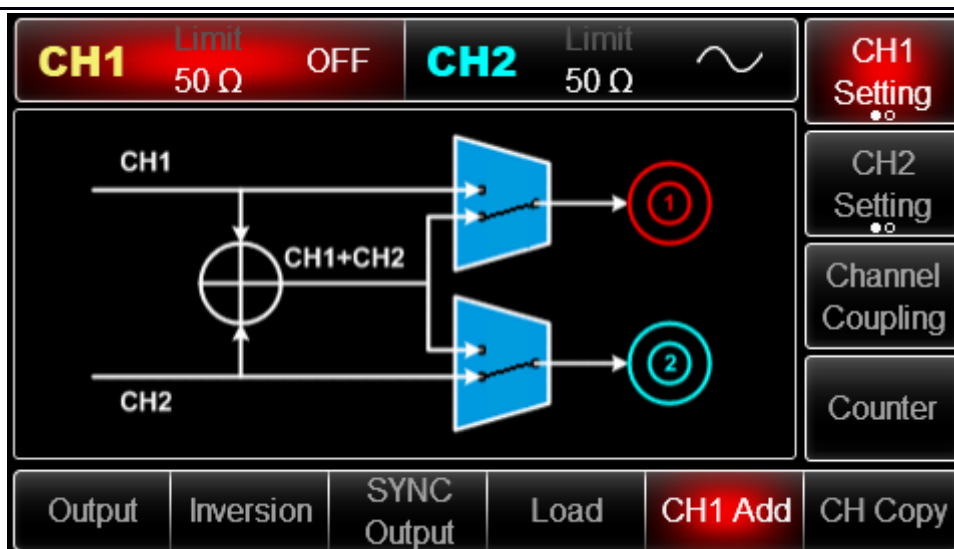 CH1
Limit
50 Ω
OFF
CH2
Limit
50 Ω
CH1
Setting
CH2
Setting
Channel
Coupling
Counter
CH1
CH1+CH2
CH2
1
2
Output
Inversion
SYNC
Output
Load
CH1 Add
CH Copy